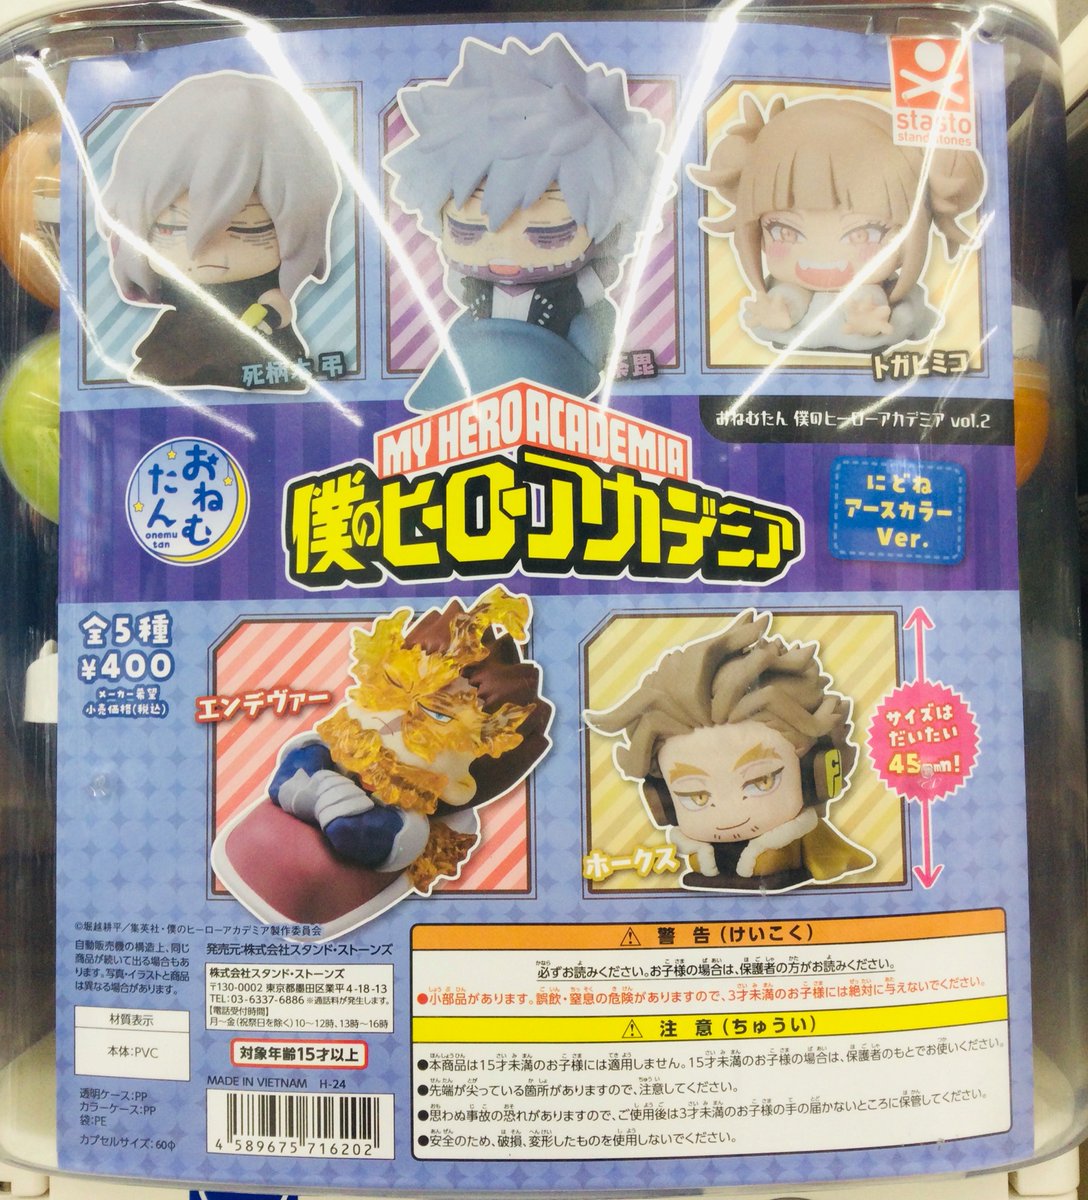 stasto
stand stones
死柄木 弔
荼毘
トガヒミコ
おねむたん 僕のヒーローアカデミア vol.2
MY HERO ACADEMIA
僕のヒーローアカデミア
おねむたん
onemu
tan
にどね
アースカラー
Ver.
全5種
¥400
メーカー希望
小売価格(税込)
エンデヴァー
ホークス
サイズは
だいたい
45mm!
©堀越耕平/集英社・僕のヒーローアカデミア製作委員会
自動販売機の構造上、同じ
商品が続いて出る場合もあ
ります。写真・イラストと商品
は異なる場合があります。
発売元:株式会社スタンド・ストーンズ
株式会社スタンド・ストーンズ
〒130-0002 東京都墨田区業平4-18-13
TEL:03-6337-6886 ※通話料が発生します。
【電話受付時間】
月〜金(祝祭日を除く)10〜12時、13時〜16時
材質表示
本体:PVC
対象年齢15才以上
MADE IN VIETNAM H-24
透明ケース:PP
カラーケース:PP
袋:PE
カプセルサイズ:60φ
4 589675 716202
⚠ 警告(けいこく)
必ずお読みください。お子様の場合は、保護者の方がお読みください。
●小部品があります。誤飲・窒息の危険がありますので、3才未満のお子様には絶対に与えないでください。
⚠ 注意(ちゅうい)
●本商品は15才未満のお子様には適用しません。15才未満のお子様の場合は、保護者のもとでお使いください。
●先端が尖っている箇所がありますので、注意してください。
●思わぬ事故の恐れがありますので、ご使用後は3才未満のお子様の手の届かないところに保管してください。
●安全のため、破損、変形したものを使用しないでください。